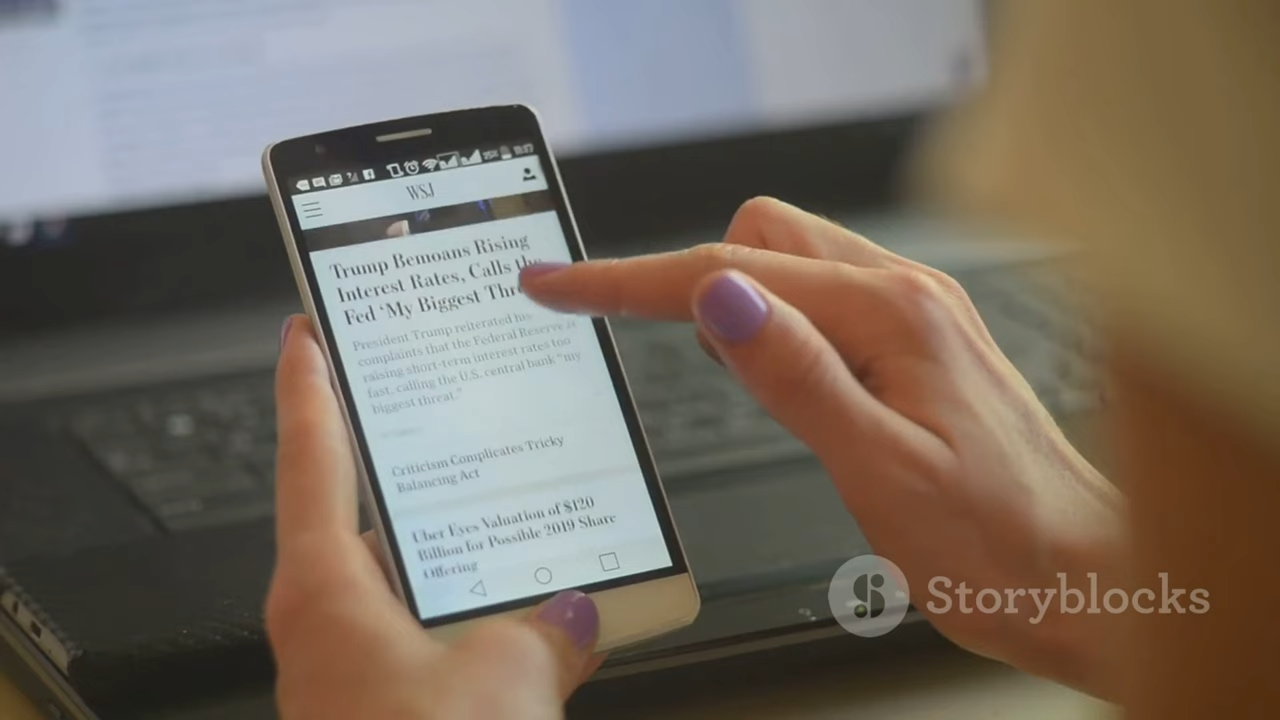 WSJ
Trump Bemoans Rising
Interest Rates, Calls the
Fed ‘My Biggest
President Trump reiterated his
complaints that the Federal Reserve is
raising short-term interest rates too
fast, calling the U.S. central bank “my
biggest threat.”
Criticism Complicates Tricky
Balancing Act
Uber Eyes Valuation of $120
Billion for Possible 2019 Share
Offering
Storyblocks